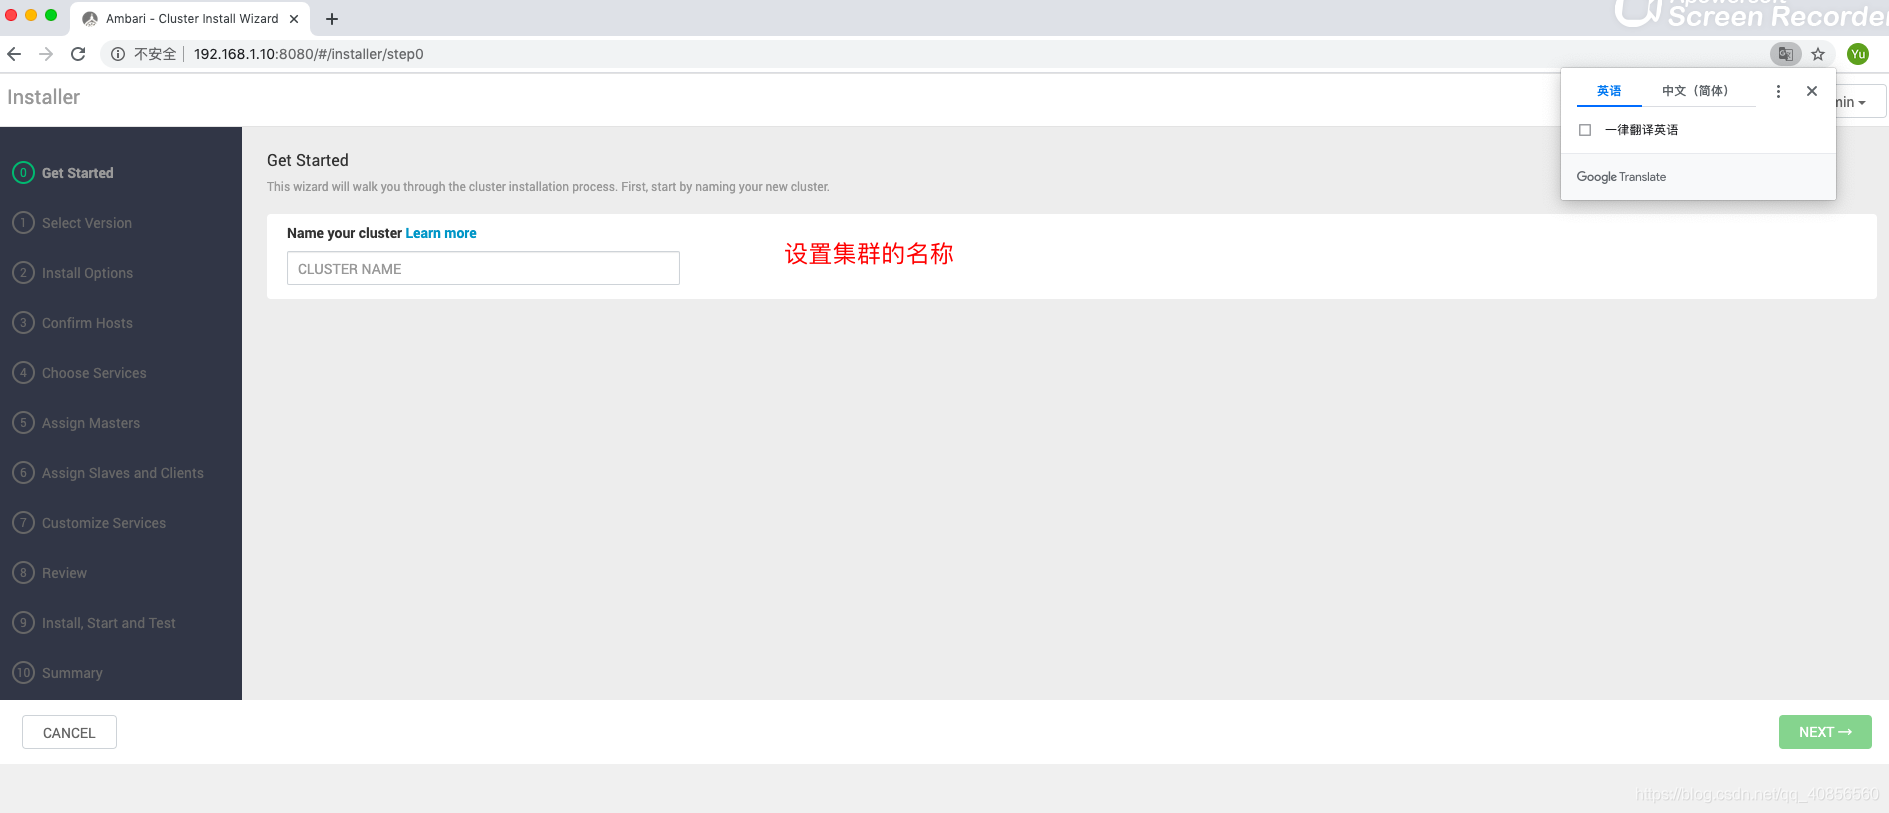 Ambari - Cluster Install Wizard
Screen Recorder
不安全 192.168.1.10:8080/#/installer/step0
Yu
Installer
英语 中文（简体）
min
一律翻译英语
Google Translate
0 Get Started
1 Select Version
2 Install Options
3 Confirm Hosts
4 Choose Services
5 Assign Masters
6 Assign Slaves and Clients
7 Customize Services
8 Review
9 Install, Start and Test
10 Summary
Get Started
This wizard will walk you through the cluster installation process. First, start by naming your new cluster.
Name your cluster Learn more
CLUSTER NAME
设置集群的名称
CANCEL
NEXT →
https://blog.csdn.net/qq_40856560